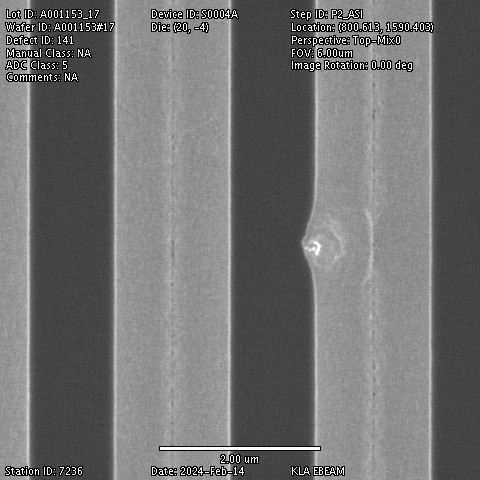 Lot ID: A001153_17 Device ID: S0004A Step ID: F2_ASI
Wafer ID: A001153#17 Die: (20, -4) Location: (800.613, 1590.403)
Defect ID: 141 Perspective: Top-Mix0
Manual Class: NA FOV: 6.00um
ADC Class: 5 Image Rotation: 0.00 deg
Comments: NA
2.00 um
Station ID: 7236 Date: 2024-Feb-14 KLA EBEAM